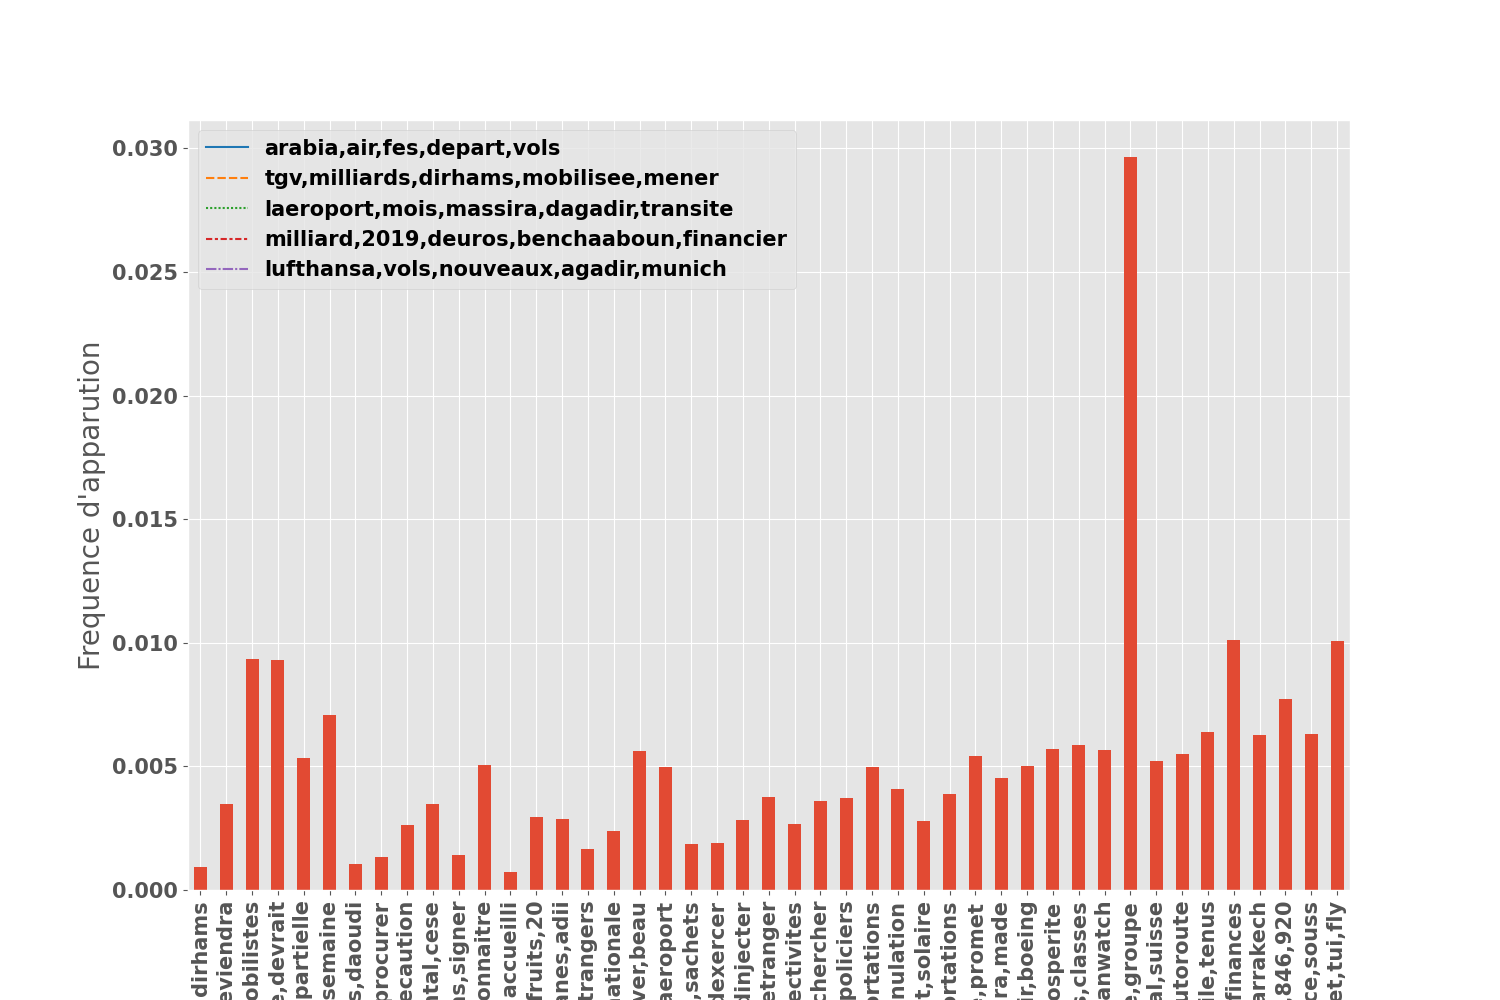 arabia,air,fes,depart,vols
tgv,milliards,dirhams,mobilisee,mener
laeroport,mois,massira,dagadir,transite
milliard,2019,deuros,benchaaboun,financier
lufthansa,vols,nouveaux,agadir,munich
0.030
0.025
0.020
0.015
0.010
0.005
0.000
Frequence d'apparution
dirhams
eviendra
obilistes
e,devrait
partielle
semaine
s,daoudi
procurer
ecaution
ntal,cese
ns,signer
onnaitre
accueilli
fruits,20
anes,adii
trangers
nationale
ver,beau
aeroport
,sachets
dexercer
dinjecter
etranger
ectivites
chercher
policiers
ortations
nulation
t,solaire
ortations
e,promet
ra,made
ir,boeing
osperite
s,classes
anwatch
e,groupe
al,suisse
utoroute
ile,tenus
finances
arrakech
,846,920
ce,souss
et,tui,fly